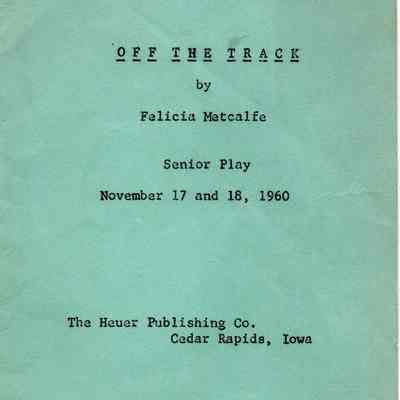 OFF THE TRACK
by
Felicia Metcalfe
Senior Play
November 17 and 18, 1960
The Heuer Publishing Co.
Cedar Rapids, Iowa